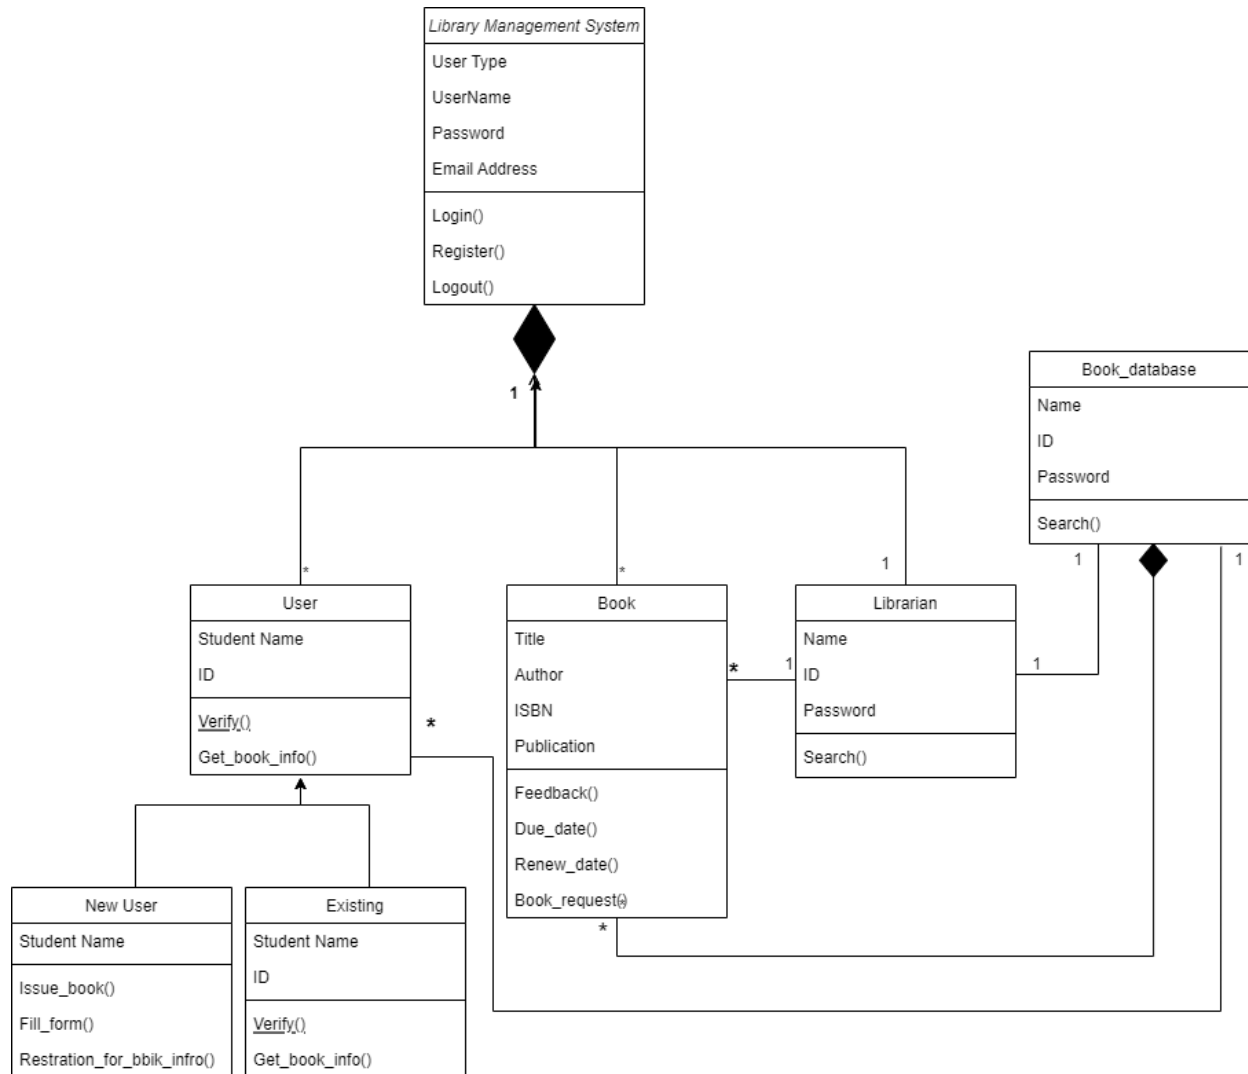 Library Management System
User Type
UserName
Password
Email Address
Login()
Register()
Logout()
1
Book_database
Name
ID
Password
Search()
1
1
*
*
1
User
Student Name
ID
Verify()
Get_book_info()
*
Book
Title
Author
ISBN
Publication
Feedback()
Due_date()
Renew_date()
Book_request()
*
*
*
1
Librarian
Name
ID
Password
Search()
1
New User
Student Name
Issue_book()
Fill_form()
Restration_for_bbik_infro()
Existing
Student Name
ID
Verify()
Get_book_info()